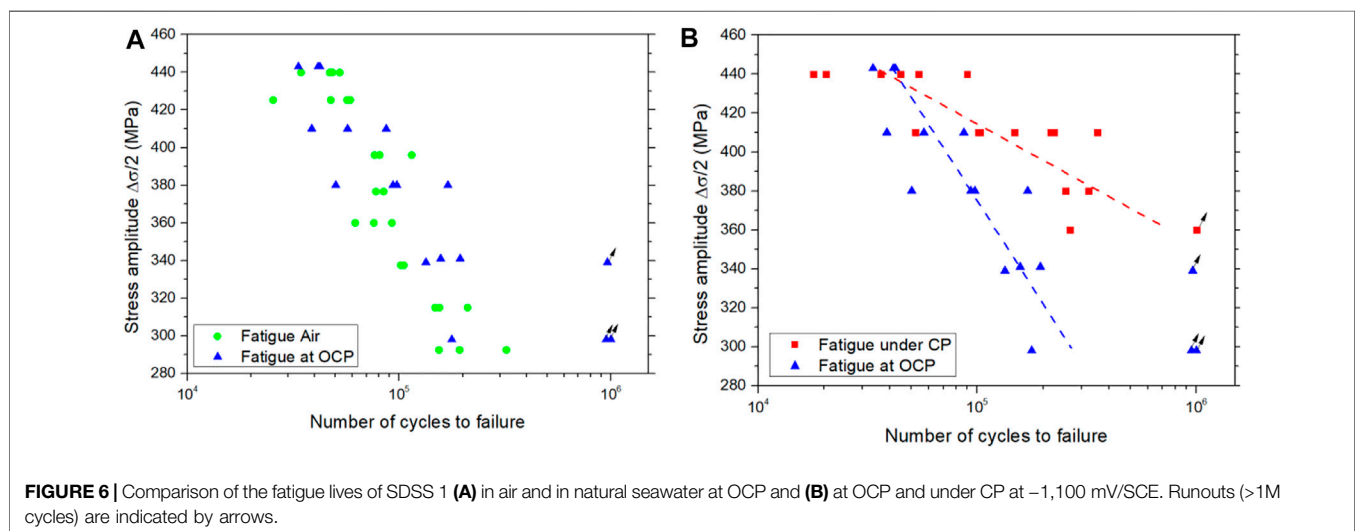 A
460
440
420
400
380
360
340
320
300
280
Stress amplitude Δσ/2 (MPa)
Fatigue Air
Fatigue at OCP
10⁴
10⁵
10⁶
Number of cycles to failure
B
460
440
420
400
380
360
340
320
300
280
Stress amplitude Δσ/2 (MPa)
Fatigue under CP
Fatigue at OCP
10⁴
10⁵
10⁶
Number of cycles to failure
FIGURE 6 | Comparison of the fatigue lives of SDSS 1 (A) in air and in natural seawater at OCP and (B) at OCP and under CP at −1,100 mV/SCE. Runouts (>1M
cycles) are indicated by arrows.